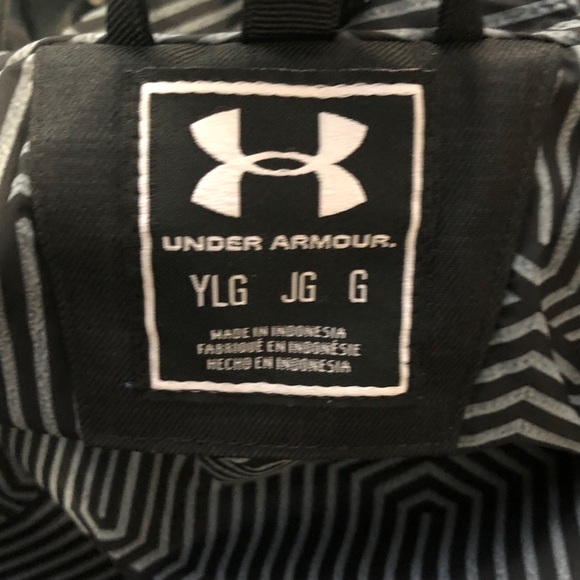 UNDER ARMOUR.
YLG JG G
MADE IN INDONESIA
FABRIQUÉ EN INDONÉSIE
HECHO EN INDONESIA